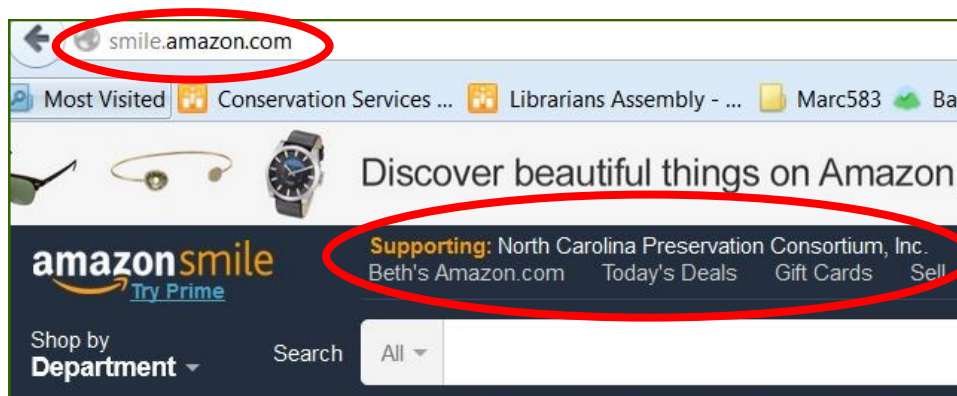 smile.amazon.com
Most Visited Conservation Services ... Librarians Assembly - ... Marc583 Ba
Discover beautiful things on Amazon
Supporting: North Carolina Preservation Consortium, Inc.
amazonsmile
Beth's Amazon.com Today's Deals Gift Cards Sell
Try Prime
Shop by
Department
Search All